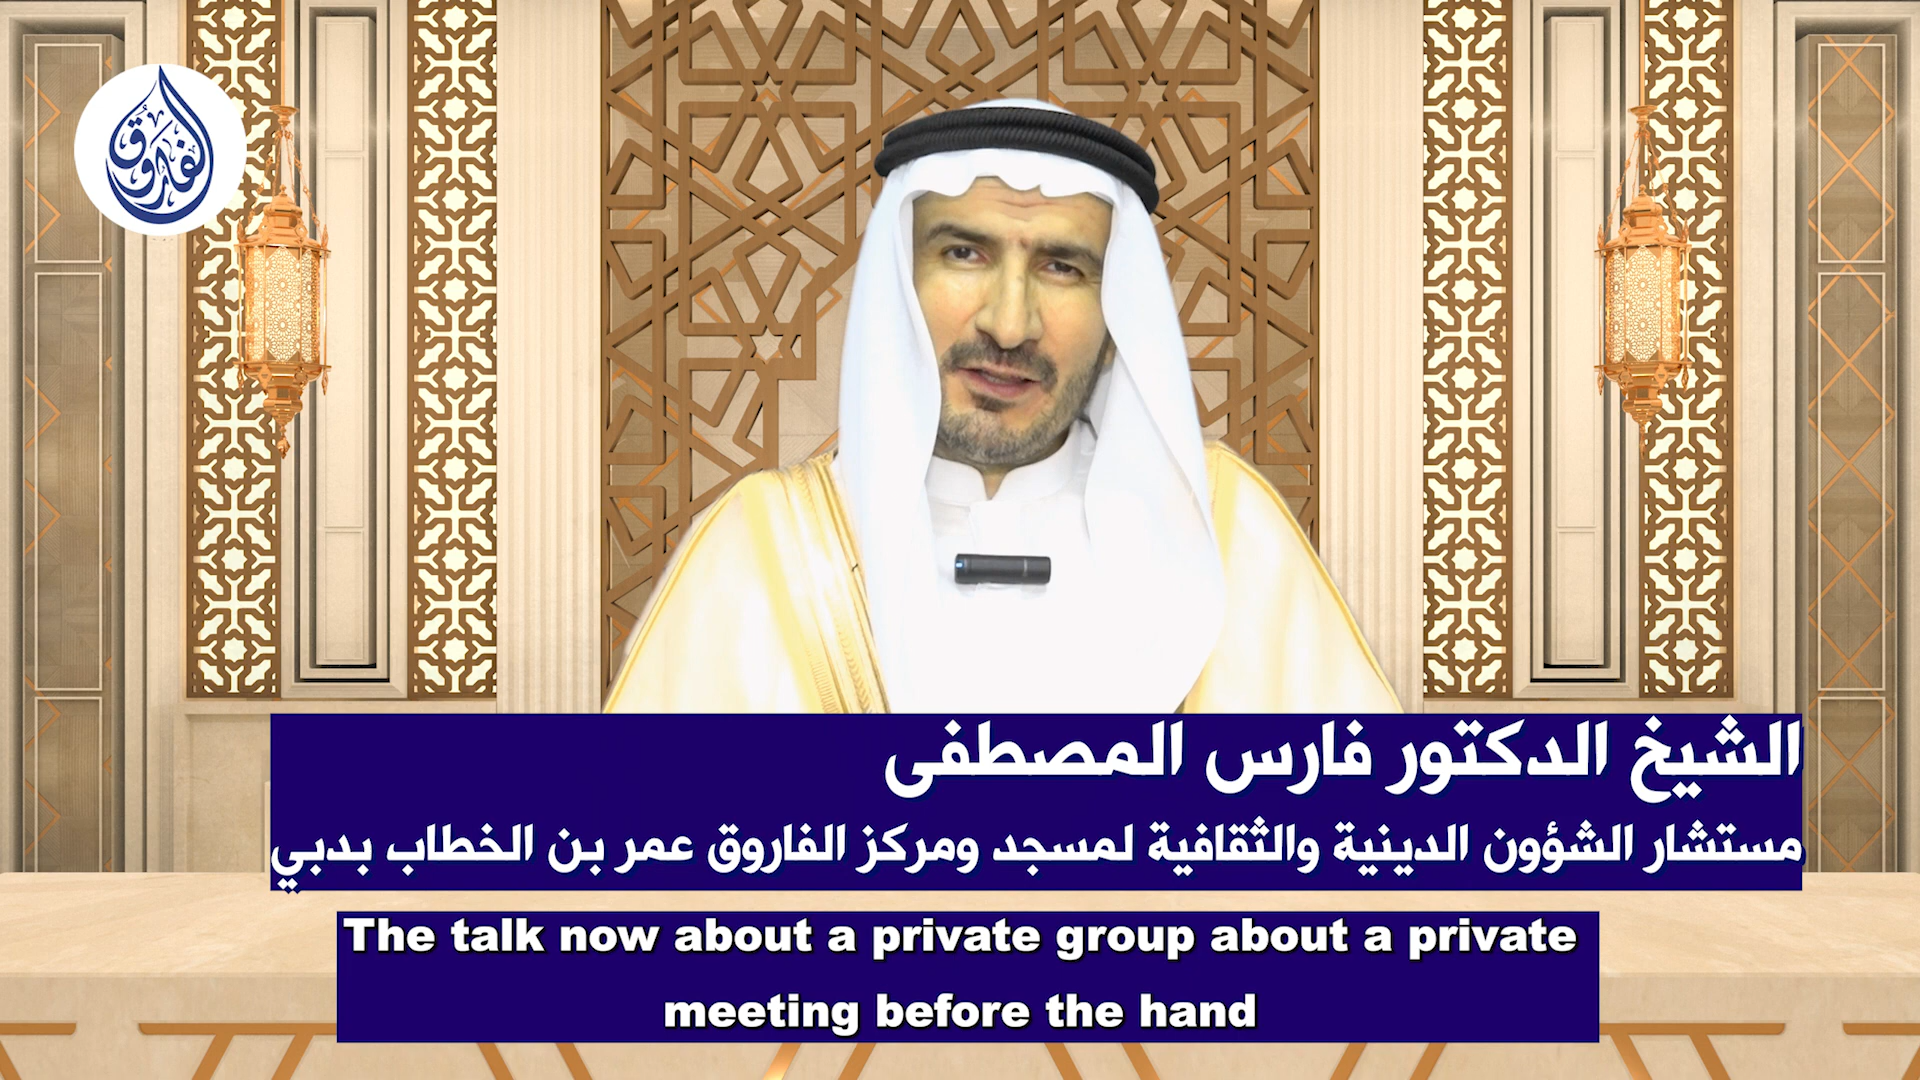 الفاروق
الشيخ الدكتور فارس المصطفى
مستشار الشؤون الدينية والثقافية لمسجد ومركز الفاروق عمر بن الخطاب بدبي
The talk now about a private group about a private
meeting before the hand